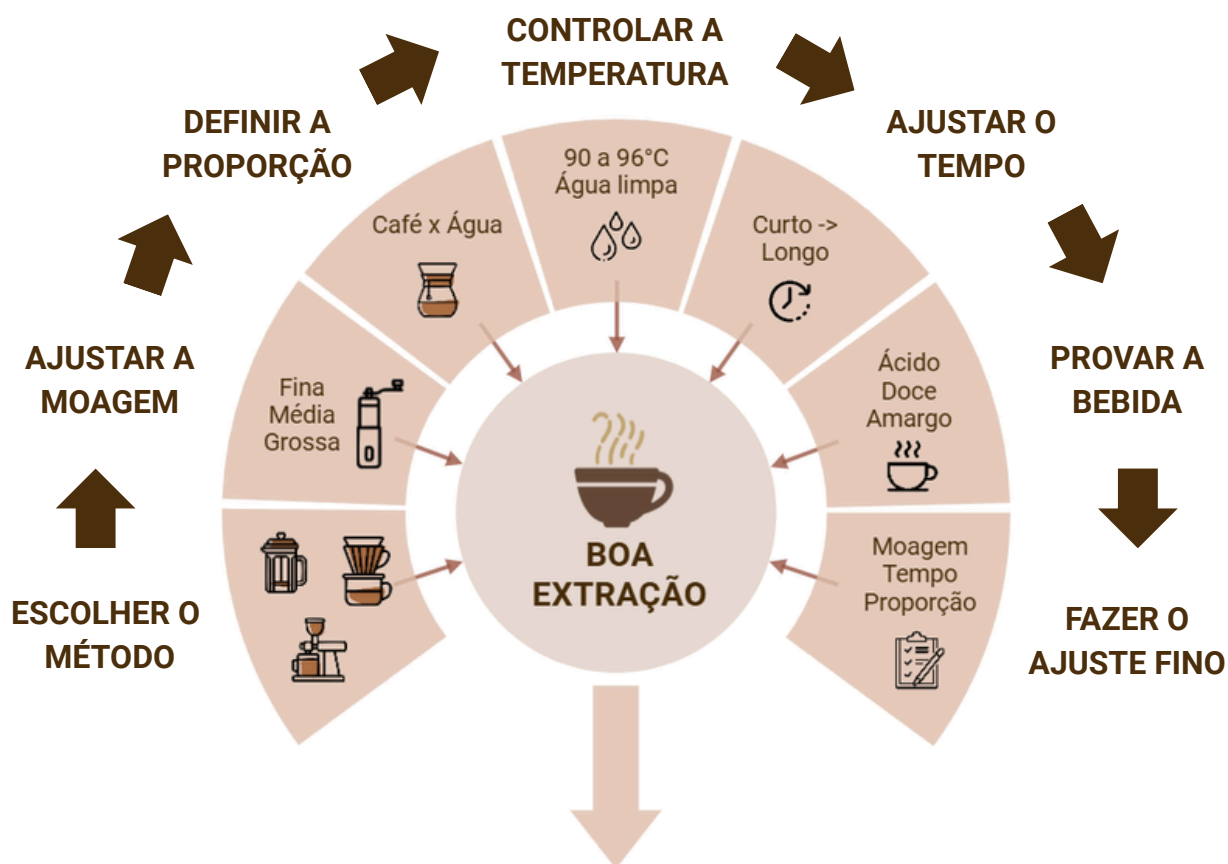 ESCOLHER O
MÉTODO
AJUSTAR A
MOAGEM
Fina
Média
Grossa
DEFINIR A
PROPORÇÃO
Café x Água
CONTROLAR A
TEMPERATURA
90 a 96°C
Água limpa
AJUSTAR O
TEMPO
Curto ->
Longo
PROVAR A
BEBIDA
Ácido
Doce
Amargo
FAZER O
AJUSTE FINO
Moagem
Tempo
Proporção
BOA
EXTRAÇÃO